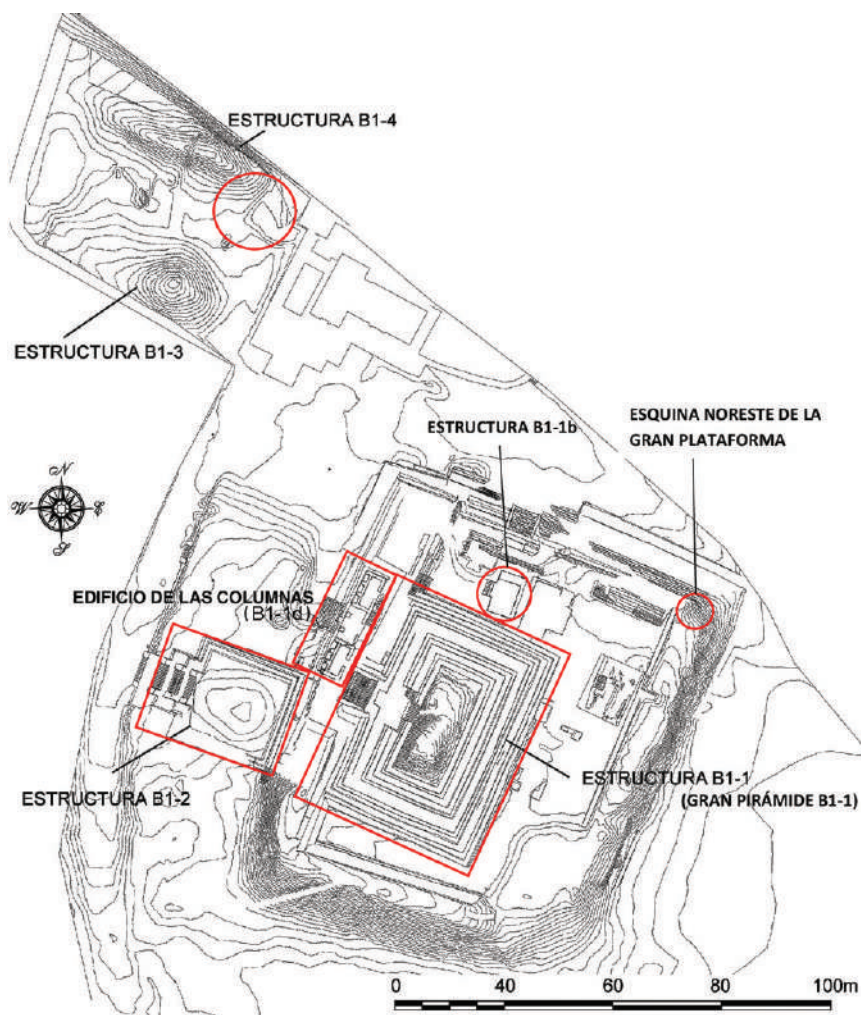 ESTRUCTURA B1-4
ESTRUCTURA B1-3
ESTRUCTURA B1-1b
ESQUINA NORESTE DE LA
GRAN PLATAFORMA
N
W
E
S
EDIFICIO DE LAS COLUMNAS
(B1-1d)
ESTRUCTURA B1-2
ESTRUCTURA B1-1
(GRAN PIRÁMIDE B1-1)
0 40 60 80 100m